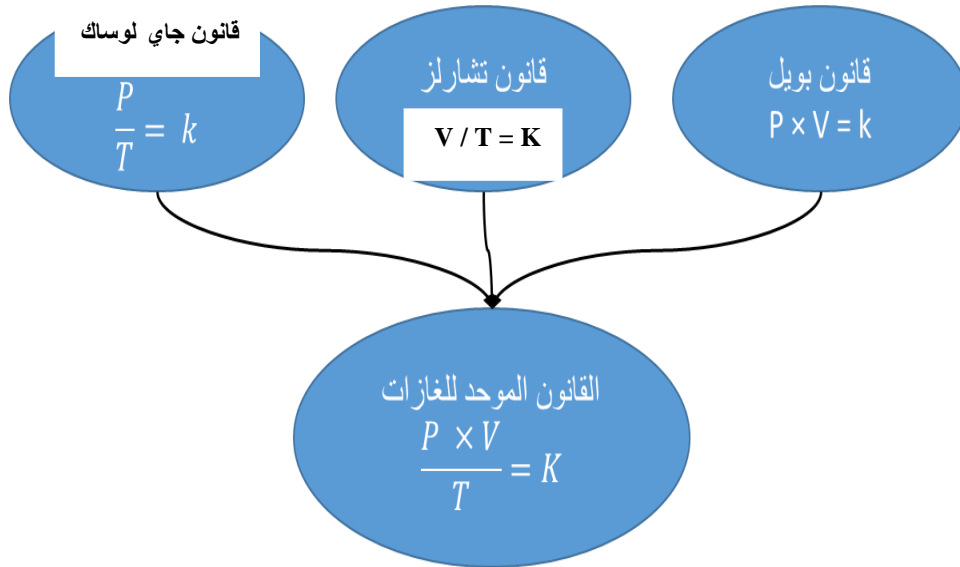 قانون بويل
P × V = k
قانون تشارلز
V / T = K
قانون جاي لوساك
P/T = k
القانون الموحد للغازات
P × V / T = K